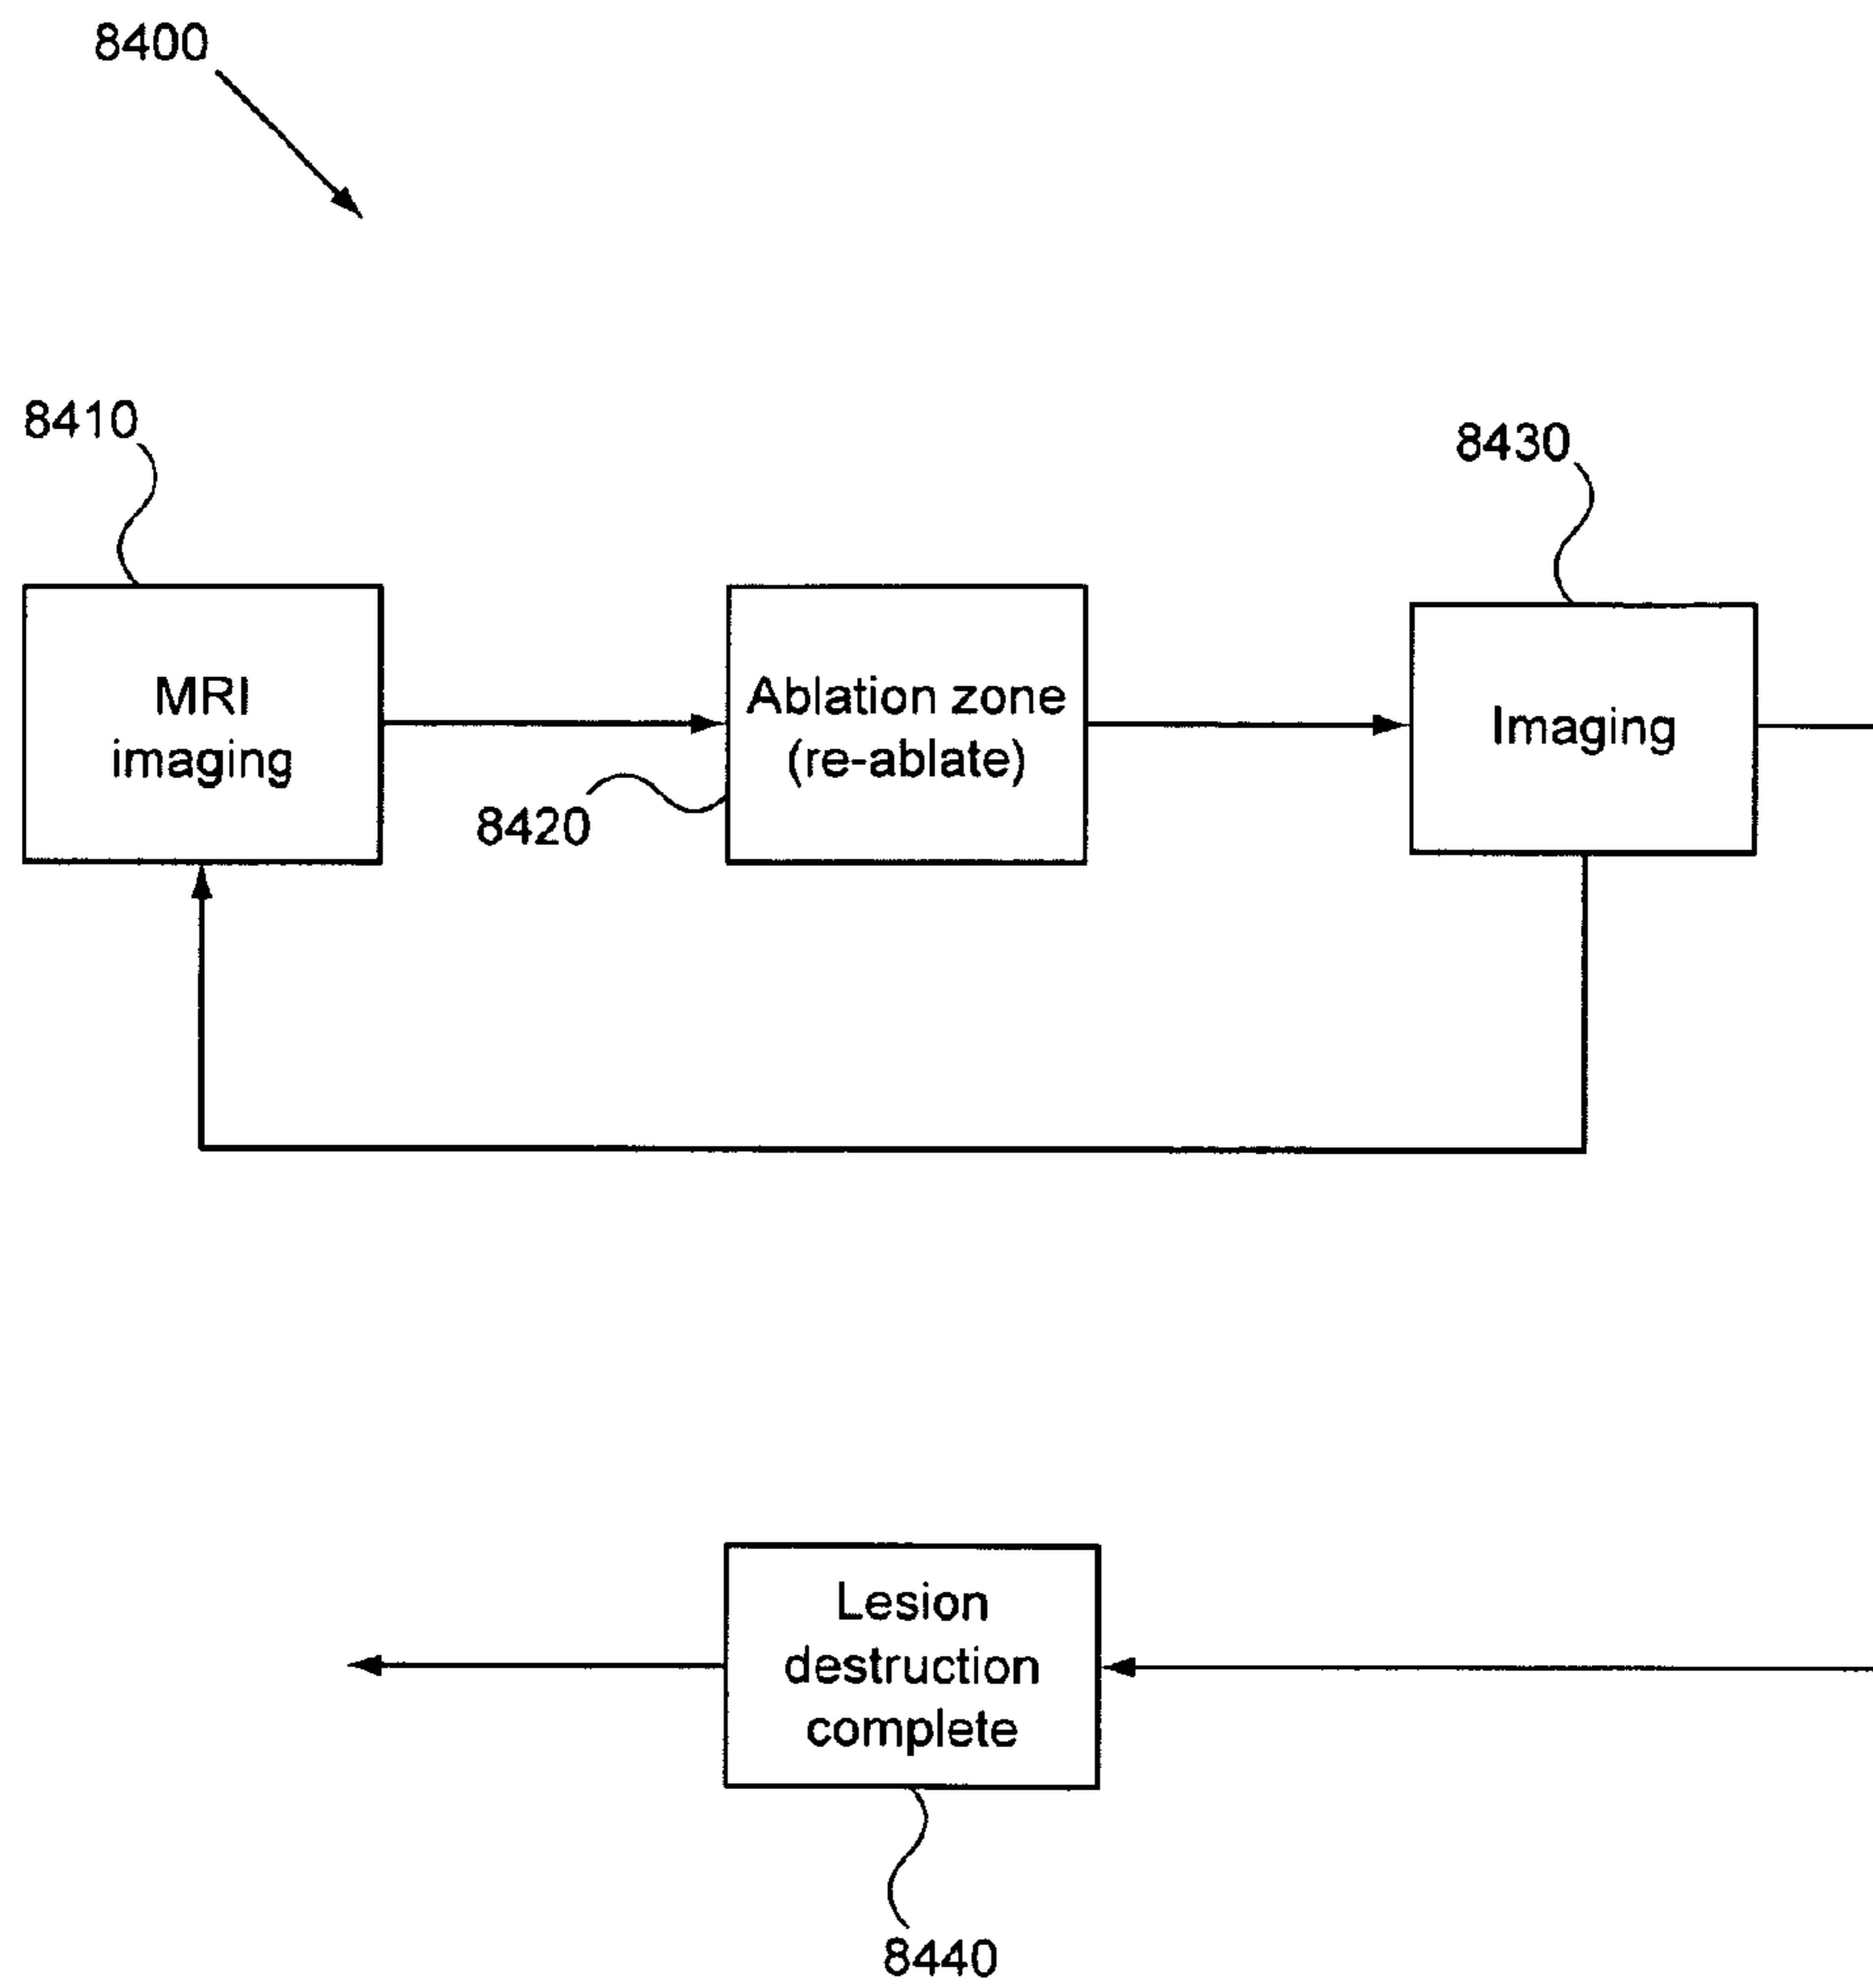 8400
8410
8430
MRI
imaging
Ablation zone
(re-ablate)
Imaging
8420
Lesion
destruction
complete
8440